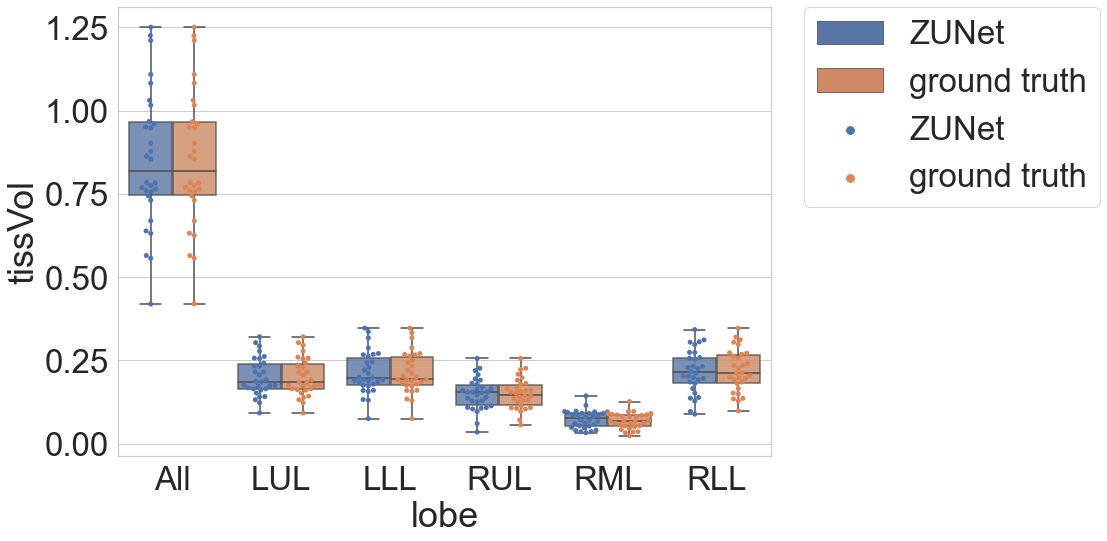 1.25
1.00
0.75
0.50
0.25
0.00
tissVol
All LUL LLL RUL RML RLL
lobe
ZUNet
ground truth
ZUNet
ground truth